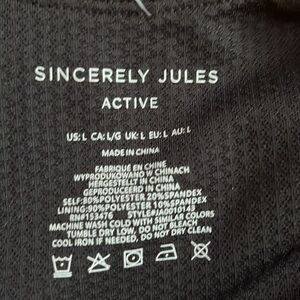 SINCERELY JULES
ACTIVE
US: L CA: L/G UK: L EU: L AU: L
MADE IN CHINA
FABRIQUE EN CHINE
WYPRODUKOWANO W CHINACH
HERGESTELLT IN CHINA
GEPRODUCEERD IN CHINA
SELF: 80%POLYESTER 20%SPANDEX
LINING: 90%POLYESTER 10%SPANDEX
RN#153476 STYLE#JAO10143
MACHINE WASH COLD WITH SIMILAR COLORS
TUMBLE DRY LOW, DO NOT BLEACH
COOL IRON IF NEEDED, DO NOT DRY CLEAN